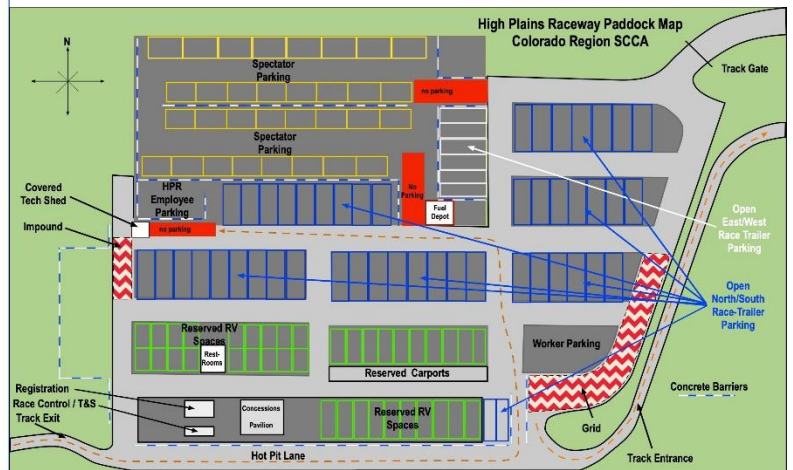 High Plains Raceway Paddock Map
Colorado Region SCCA
N
Spectator
Parking
no parking
Track Gate
Spectator
Parking
HPR
Employee
Parking
No
Parking
Fuel
Depot
Covered
Tech Shed
Impound
no parking
Open
East/West
Race Trailer
Parking
Open
North/South
Race-Trailer
Parking
Reserved RV
Spaces
Rest-
Rooms
Reserved Carports
Worker Parking
Concrete Barriers
Registration
Race Control / T&S
Track Exit
Concessions
Pavilion
Reserved RV
Spaces
Grid
Hot Pit Lane
Track Entrance